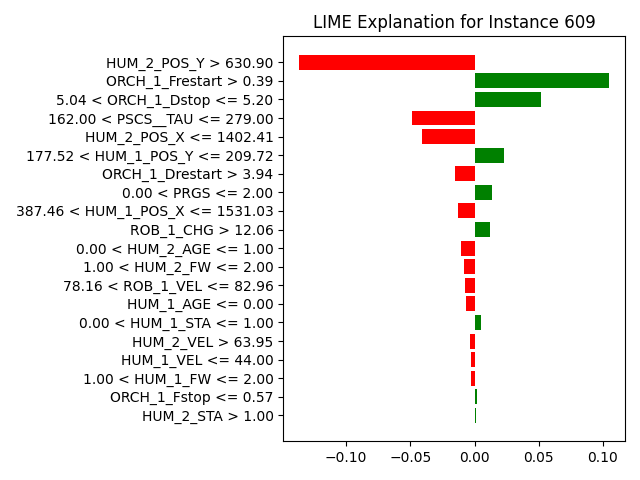 LIME Explanation for Instance 609
HUM_2_POS_Y > 630.90
ORCH_1_Frestart > 0.39
5.04 < ORCH_1_Dstop <= 5.20
162.00 < PSCS__TAU <= 279.00
HUM_2_POS_X <= 1402.41
177.52 < HUM_1_POS_Y <= 209.72
ORCH_1_Drestart > 3.94
0.00 < PRGS <= 2.00
387.46 < HUM_1_POS_X <= 1531.03
ROB_1_CHG > 12.06
0.00 < HUM_2_AGE <= 1.00
1.00 < HUM_2_FW <= 2.00
78.16 < ROB_1_VEL <= 82.96
HUM_1_AGE <= 0.00
0.00 < HUM_1_STA <= 1.00
HUM_2_VEL > 63.95
HUM_1_VEL <= 44.00
1.00 < HUM_1_FW <= 2.00
ORCH_1_Fstop <= 0.57
HUM_2_STA > 1.00
−0.10 −0.05 0.00 0.05 0.10